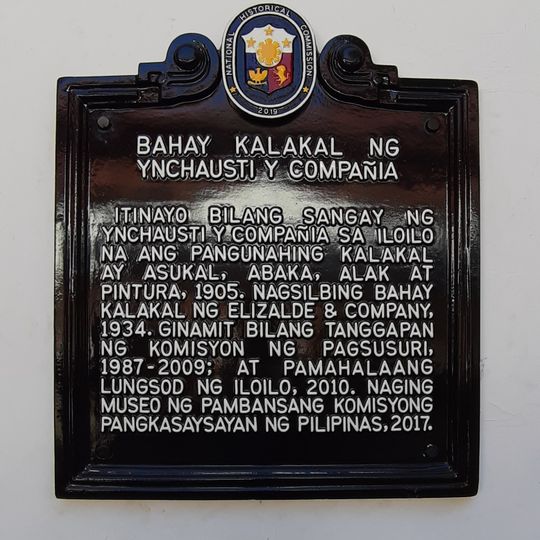 NATIONAL HISTORICAL COMMISSION
2019
BAHAY KALAKAL NG
YNCHAUSTI Y COMPAÑIA
ITINAYO BILANG SANGAY NG
YNCHAUSTI Y COMPAÑIA SA ILOILO
NA ANG PANGUNAHING KALAKAL
AY ASUKAL, ABAKA, ALAK AT
PINTURA, 1905. NAGSILBING BAHAY
KALAKAL NG ELIZALDE & COMPANY,
1934. GINAMIT BILANG TANGGAPAN
NG KOMISYON NG PAGSUSURI,
1987-2009; AT PAMAHALAANG
LUNGSOD NG ILOILO, 2010. NAGING
MUSEO NG PAMBANSANG KOMISYONG
PANGKASAYSAYAN NG PILIPINAS, 2017.